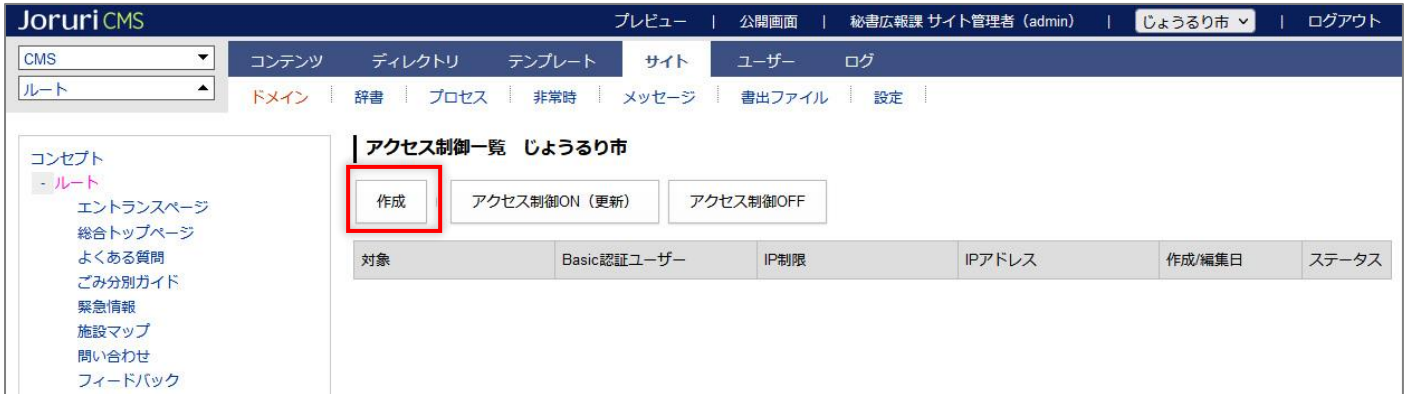 Joruri CMS プレビュー | 公開画面 | 秘書広報課 サイト管理者（admin） | じょうるり市 | ログアウト
CMS コンテンツ ディレクトリ テンプレート サイト ユーザー ログ
ルート ドメイン 辞書 プロセス 非常時 メッセージ 書出ファイル 設定
アクセス制御一覧 じょうるり市
作成 アクセス制御ON（更新） アクセス制御OFF
対象 Basic認証ユーザー IP制限 IPアドレス 作成/編集日 ステータス
コンセプト
- ルート
エントランスページ
総合トップページ
よくある質問
ごみ分別ガイド
緊急情報
施設マップ
問い合わせ
フィードバック